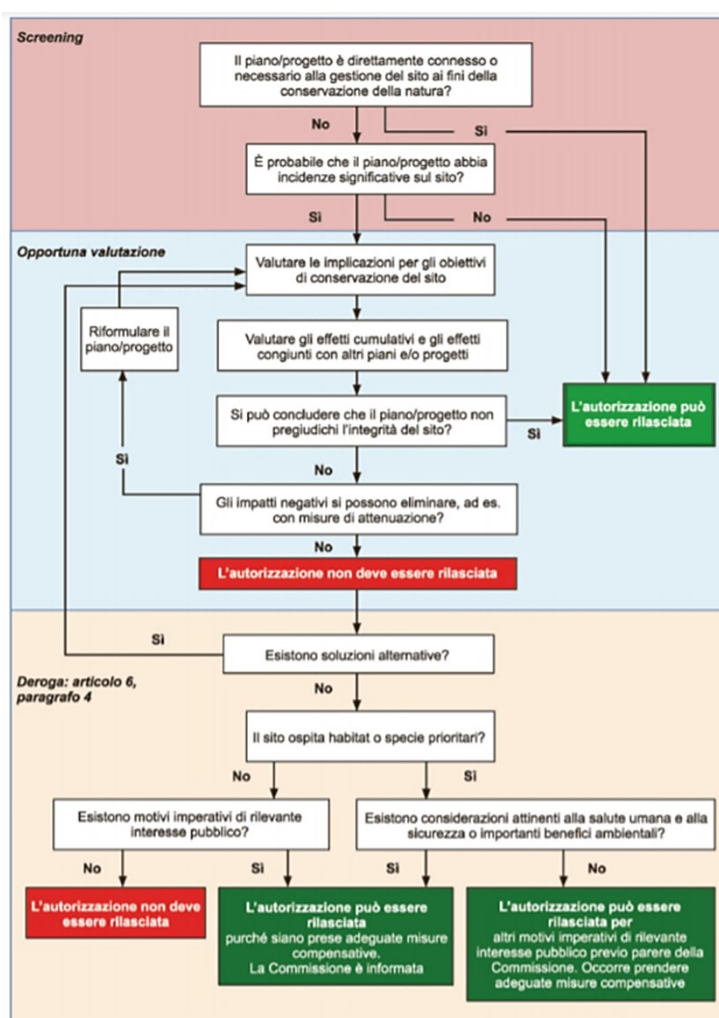 Screening
Il piano/progetto è direttamente connesso o
necessario alla gestione del sito ai fini della
conservazione della natura?
No
Sì
È probabile che il piano/progetto abbia
incidenze significative sul sito?
Sì
No
Opportuna valutazione
Valutare le implicazioni per gli obiettivi
di conservazione del sito
Riformulare il
piano/progetto
Valutare gli effetti cumulativi e gli effetti
congiunti con altri piani e/o progetti
Si può concludere che il piano/progetto non
pregiudichi l'integrità del sito?
Sì
L'autorizzazione può
essere rilasciata
Sì
No
Gli impatti negativi si possono eliminare, ad es.
con misure di attenuazione?
No
L'autorizzazione non deve essere rilasciata
Sì
Esistono soluzioni alternative?
Deroga: articolo 6,
paragrafo 4
No
Il sito ospita habitat o specie prioritari?
No
Sì
Esistono motivi imperativi di rilevante
interesse pubblico?
Esistono considerazioni attinenti alla salute umana e alla
sicurezza o importanti benefici ambientali?
No
Sì
Sì
No
L'autorizzazione non deve
essere rilasciata
L'autorizzazione può essere
rilasciata
purché siano prese adeguate misure
compensative.
La Commissione è informata
L'autorizzazione può essere
rilasciata per
altri motivi imperativi di rilevante
interesse pubblico previo parere della
Commissione. Occorre prendere
adeguate misure compensative